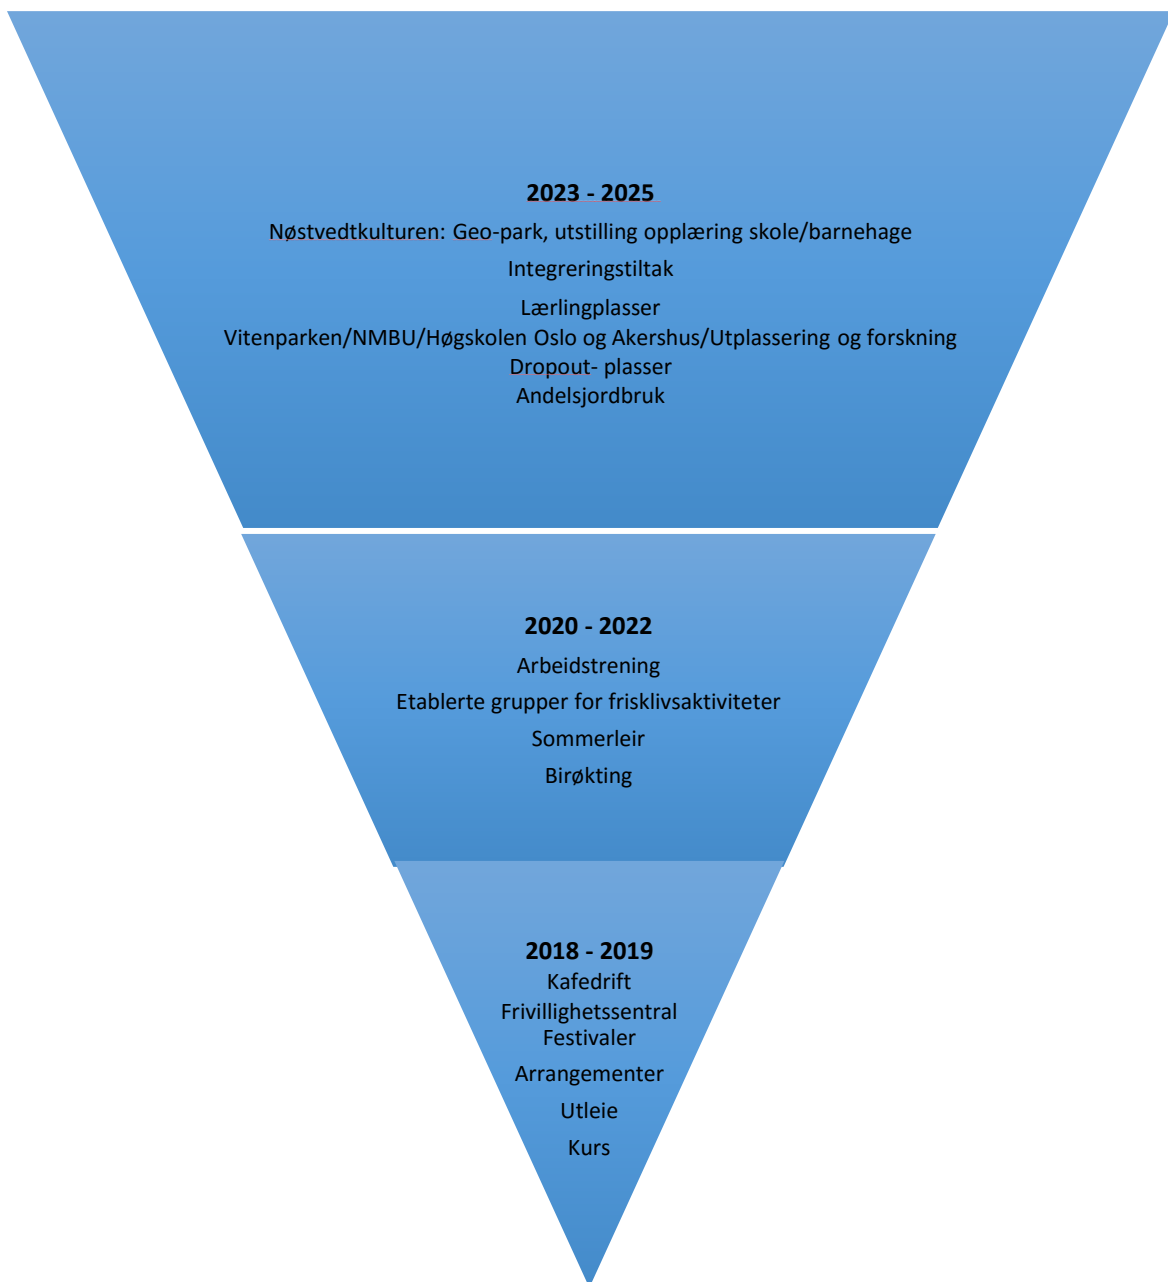 2023 - 2025
Nøstvedtkulturen: Geo-park, utstilling opplæring skole/barnehage
Integreringstiltak
Lærlingplasser
Vitenparken/NMBU/Høgskolen Oslo og Akershus/Utplassering og forskning
Dropout- plasser
Andelsjordbruk
2020 - 2022
Arbeidstrening
Etablerte grupper for frisklivsaktiviteter
Sommerleir
Birøkting
2018 - 2019
Kafedrift
Frivillighetssentral
Festivaler
Arrangementer
Utleie
Kurs